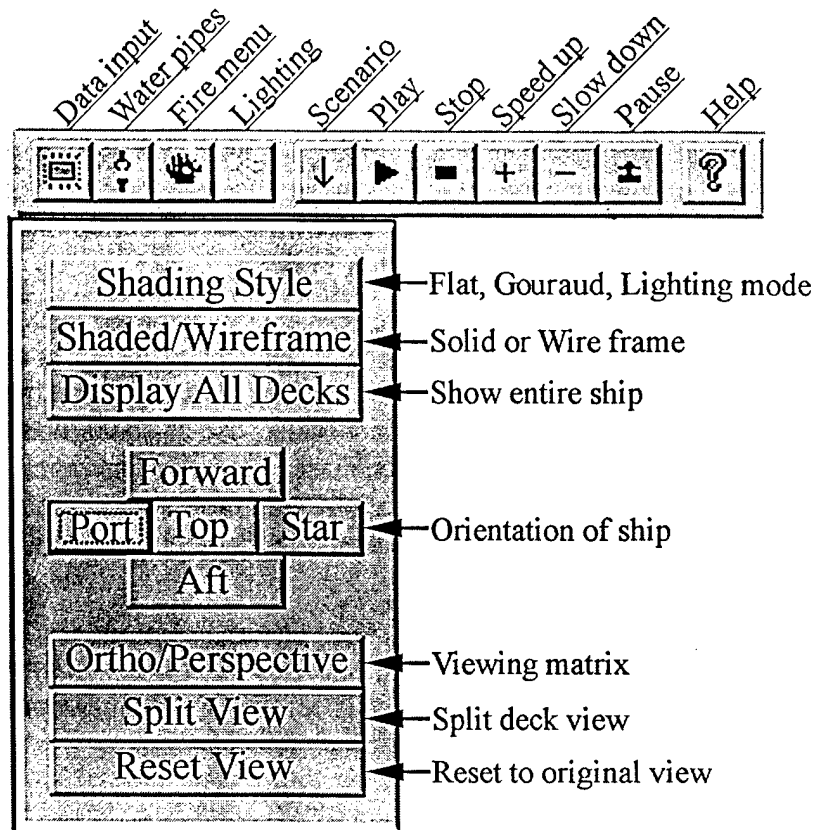 Data input
Water pipes
Fire menu
Lighting
Scenario
Play
Stop
Speed up
Slow down
Pause
Help
Shading Style
Flat, Gouraud, Lighting mode
Shaded/Wireframe
Solid or Wire frame
Display All Decks
Show entire ship
Forward
Port Top Star
Orientation of ship
Aft
Ortho/Perspective
Viewing matrix
Split View
Split deck view
Reset View
Reset to original view